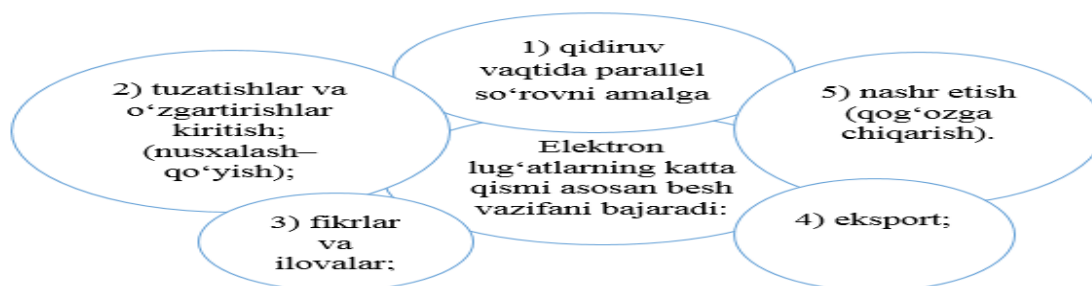 Elektron
lug‘atlarning katta
qismi asosan besh
vazifani bajaradi:
1) qidiruv
vaqtida parallel
so‘rovni amalga
2) tuzatishlar va
o‘zgartirishlar
kiritish;
(nusxalash–
qo‘yish);
3) fikrlar
va
ilovalar;
4) eksport;
5) nashr etish
(qog‘ozga
chiqarish).